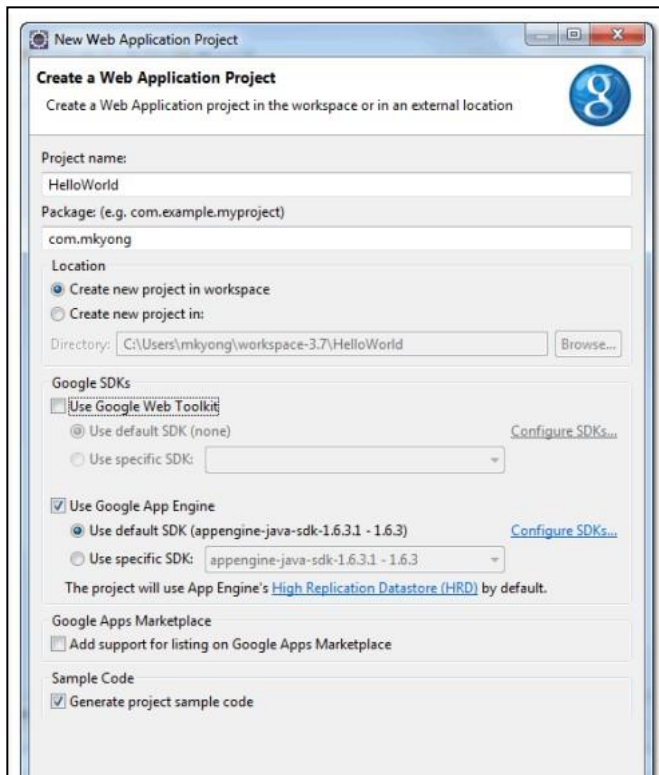 New Web Application Project
Create a Web Application Project
Create a Web Application project in the workspace or in an external location
g
Project name:
HelloWorld
Package: (e.g. com.example.myproject)
com.mkyong
Location
Create new project in workspace
Create new project in:
Directory: C:\Users\mkyong\workspace-3.7\HelloWorld Browse...
Google SDKs
Use Google Web Toolkit
Use default SDK (none) Configure SDKs...
Use specific SDK:
Use Google App Engine
Use default SDK (appengine-java-sdk-1.6.3.1 - 1.6.3) Configure SDKs...
Use specific SDK: appengine-java-sdk-1.6.3.1 - 1.6.3
The project will use App Engine's High Replication Datastore (HRD) by default.
Google Apps Marketplace
Add support for listing on Google Apps Marketplace
Sample Code
Generate project sample code